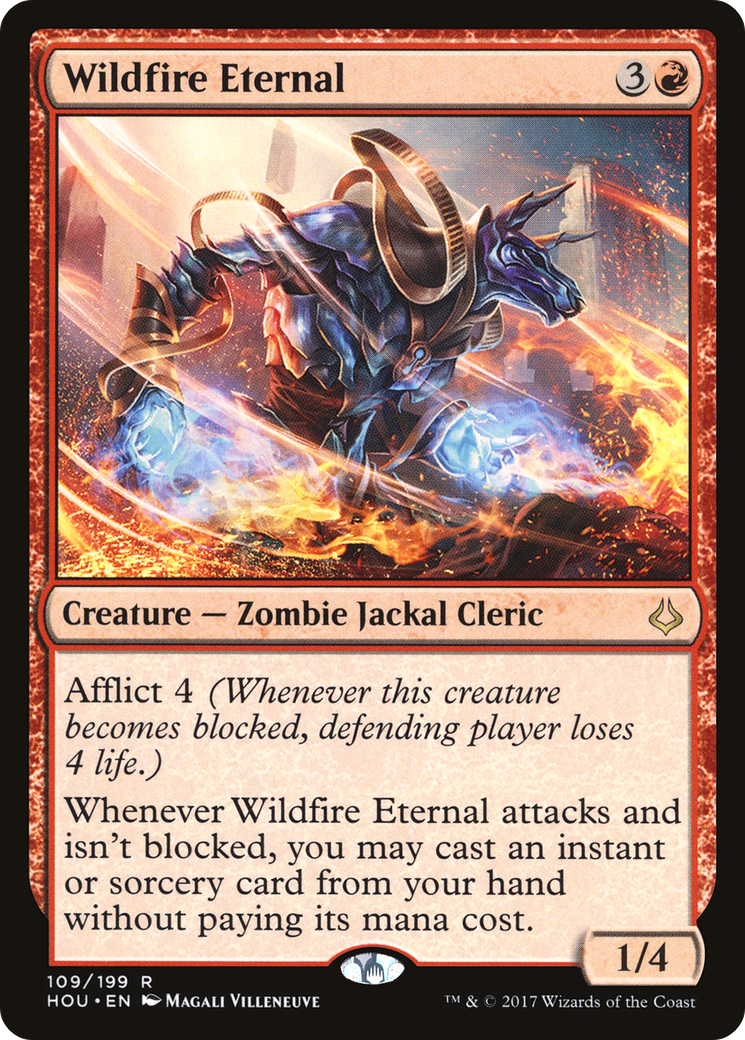 Wildfire Eternal 3
Creature — Zombie Jackal Cleric
Afflict 4 (Whenever this creature
becomes blocked, defending player loses
4 life.)
Whenever Wildfire Eternal attacks and
isn't blocked, you may cast an instant
or sorcery card from your hand
without paying its mana cost.
1/4
109/199 R
HOU • EN Magali Villeneuve
™ & © 2017 Wizards of the Coast